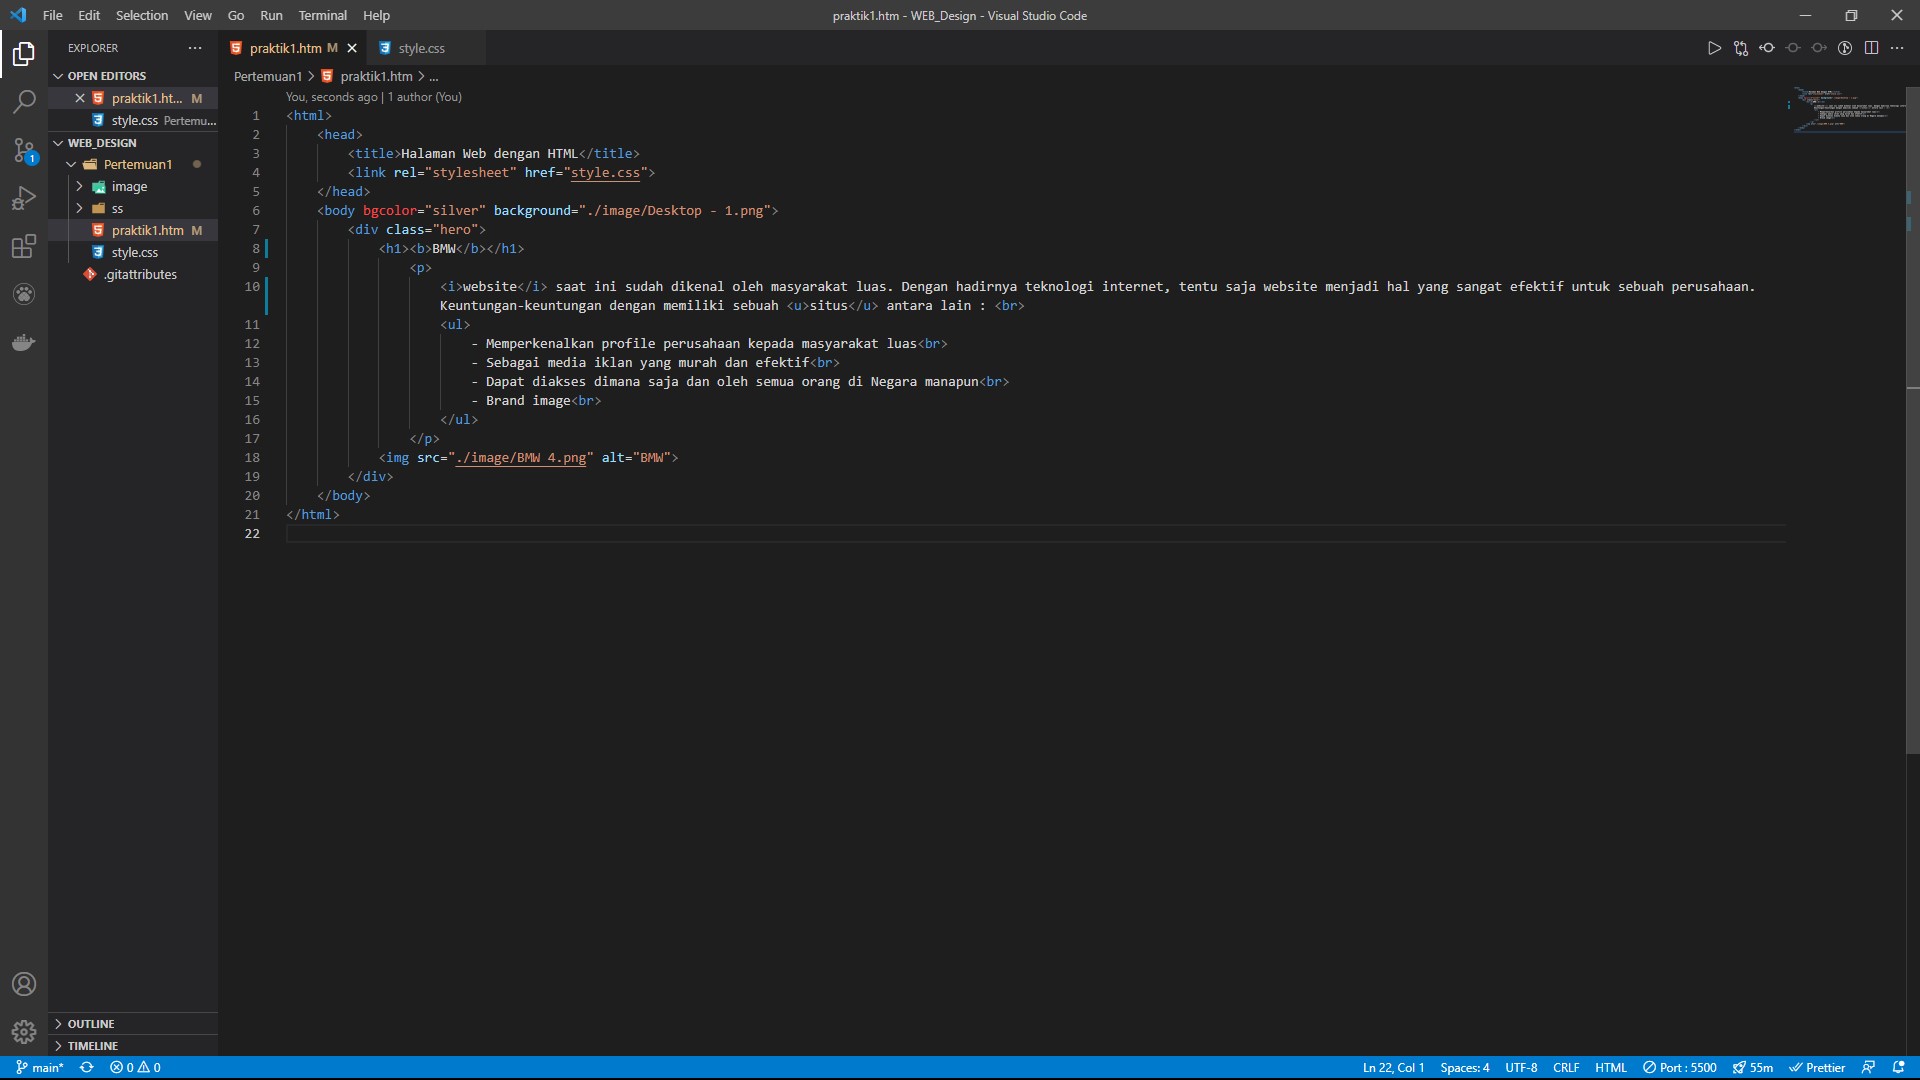 File Edit Selection View Go Run Terminal Help
praktik1.htm - WEB_Design - Visual Studio Code
EXPLORER
OPEN EDITORS
praktik1.ht... M
style.css Pertemu...
WEB_DESIGN
Pertemuan1
image
ss
praktik1.htm M
style.css
.gitattributes
OUTLINE
TIMELINE
1
praktik1.htm M
style.css
Pertemuan1 > praktik1.htm > ...
You, seconds ago | 1 author (You)
1 <html>
2 <head>
3 <title>Halaman Web dengan HTML</title>
4 <link rel="stylesheet" href="style.css">
5 </head>
6 <body bgcolor="silver" background="./image/Desktop - 1.png">
7 <div class="hero">
8 <h1><b>BMW</b></h1>
9 <p>
10 <i>website</i> saat ini sudah dikenal oleh masyarakat luas. Dengan hadirnya teknologi internet, tentu saja website menjadi hal yang sangat efektif untuk sebuah perusahaan.
Keuntungan-keuntungan dengan memiliki sebuah <u>situs</u> antara lain : <br>
11 <ul>
12 - Memperkenalkan profile perusahaan kepada masyarakat luas<br>
13 - Sebagai media iklan yang murah dan efektif<br>
14 - Dapat diakses dimana saja dan oleh semua orang di Negara manapun<br>
15 - Brand image<br>
16 </ul>
17 </p>
18 <img src="./image/BMW 4.png" alt="BMW">
19 </div>
20 </body>
21 </html>
22
main* 0 0
Ln 22, Col 1 Spaces: 4 UTF-8 CRLF HTML Port : 5500 55m Prettier